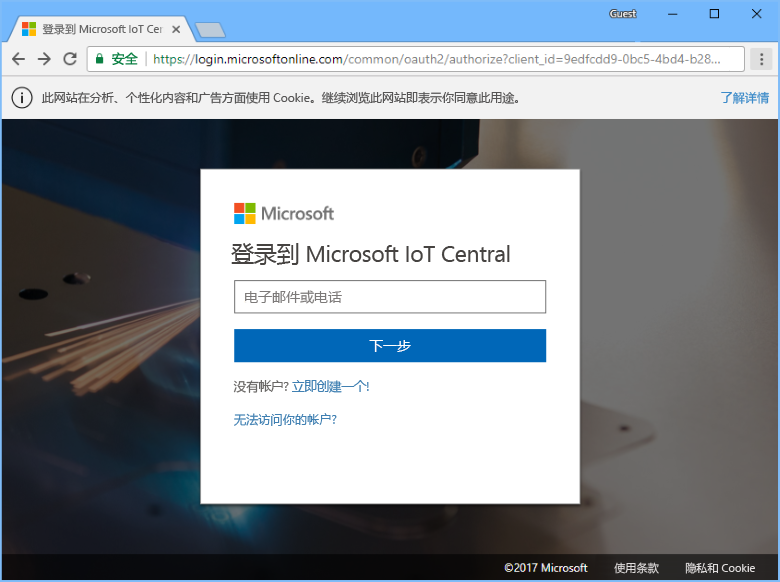 Guest
登录到 Microsoft IoT Cer
安全 https://login.microsoftonline.com/common/oauth2/authorize?client_id=9edfcdd9-0bc5-4bd4-b28...
此网站在分析、个性化内容和广告方面使用 Cookie。继续浏览此网站即表示你同意此用途。 了解详情
Microsoft
登录到 Microsoft IoT Central
电子邮件或电话
下一步
没有帐户? 立即创建一个!
无法访问你的帐户?
©2017 Microsoft 使用条款 隐私和 Cookie